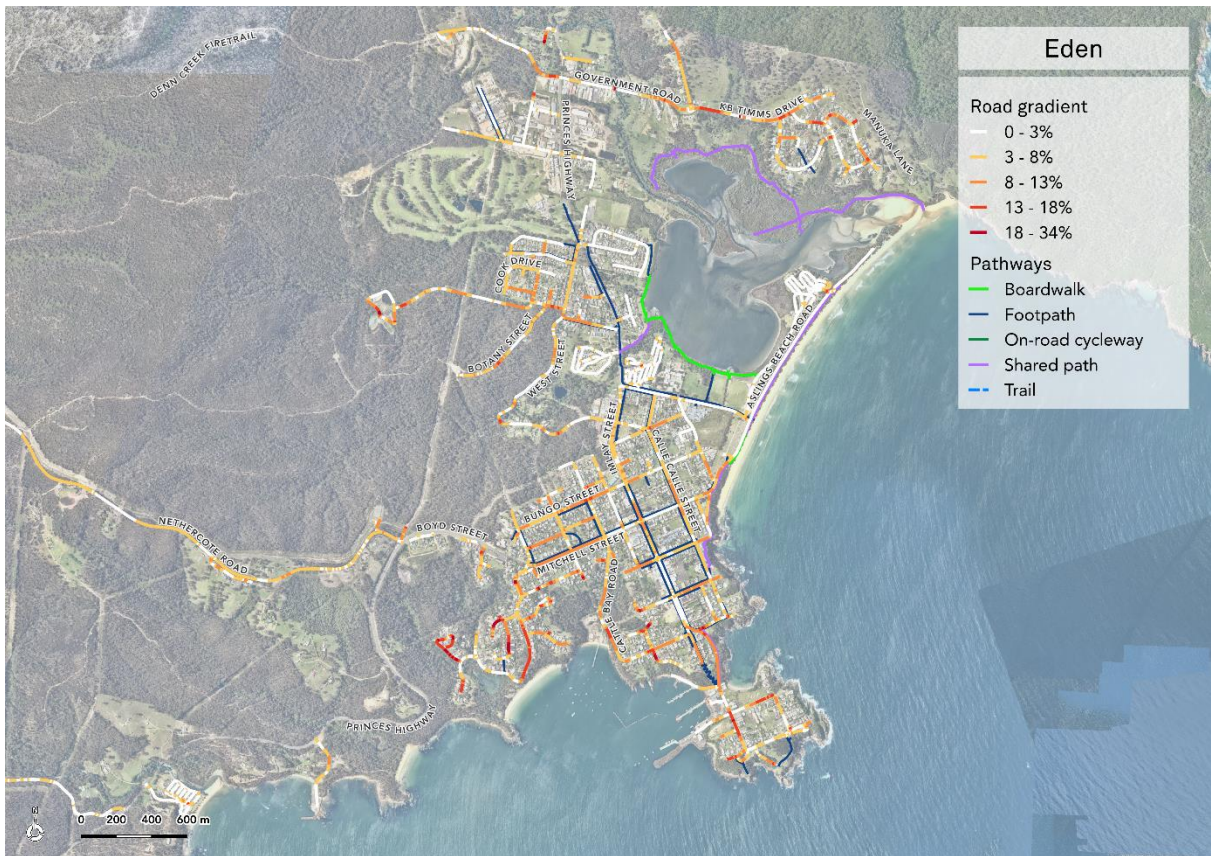 Eden
Road gradient
0 - 3%
3 - 8%
8 - 13%
13 - 18%
18 - 34%
Pathways
Boardwalk
Footpath
On-road cycleway
Shared path
Trail
DENN CREEK FIRETRAIL
GOVERNMENT ROAD
KB TIMMS DRIVE
MANUKA LANE
PRINCES HIGHWAY
COOK DRIVE
BOTANY STREET
WEST STREET
ASLINGS BEACH ROAD
IMLAY STREET
CALLE CALLE STREET
BUNGO STREET
BOYD STREET
MITCHELL STREET
NETHERCOTE ROAD
CATTLE BAY ROAD
PRINCES HIGHWAY
N
0 200 400 600 m